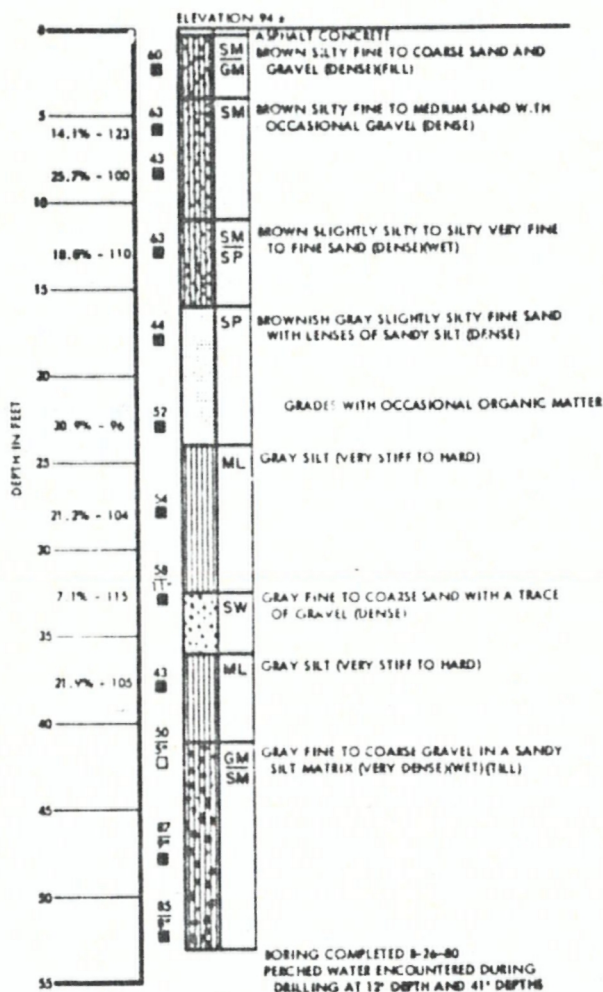 ELEVATION 94
0
ASPHALT CONCRETE
60
SM
GM
BROWN SILTY FINE TO COARSE SAND AND
GRAVEL (DENSE)(FILL)
5
63
SM
BROWN SILTY FINE TO MEDIUM SAND WITH
OCCASIONAL GRAVEL (DENSE)
14.1% - 123
43
25.7% - 100
10
63
SM
SP
BROWN SLIGHTLY SILTY TO SILTY VERY FINE
TO FINE SAND (DENSE)(WET)
18.8% - 110
15
44
SP
BROWNISH GRAY SLIGHTLY SILTY FINE SAND
WITH LENSES OF SANDY SILT (DENSE)
20
GRADES WITH OCCASIONAL ORGANIC MATTER
52
- 96
DEPTH IN FEET
25
ML
GRAY SILT (VERY STIFF TO HARD)
54
21.2% - 104
30
58
7.1% - 115
SW
GRAY FINE TO COARSE SAND WITH A TRACE
OF GRAVEL (DENSE)
35
43
ML
GRAY SILT (VERY STIFF TO HARD)
21.9% - 105
40
50
GM
SM
GRAY FINE TO COARSE GRAVEL IN A SANDY
SILT MATRIX (VERY DENSE)(WET)(TILL)
45
50
85
BORING COMPLETED 8-26-80
PERCHED WATER ENCOUNTERED DURING
DRILLING AT 12' DEPTH AND 41' DEPTHS
55